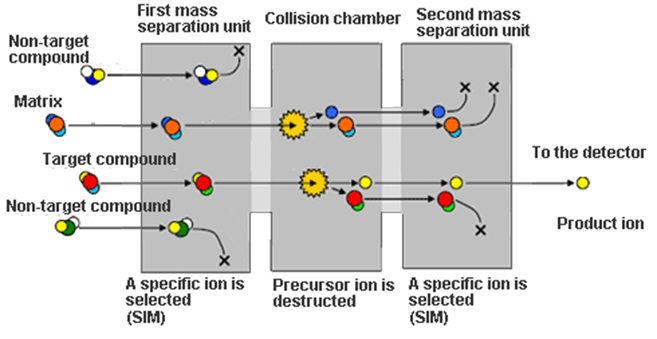 First mass
separation unit
Collision chamber
Second mass
separation unit
Non-target
compound
Matrix
Target compound
Non-target compound
To the detector
Product ion
A specific ion is
selected
(SIM)
Precursor ion is
destructed
A specific ion is
selected
(SIM)